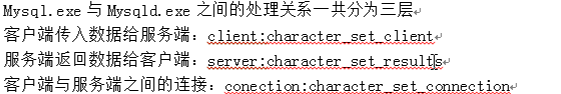 Mysql.exe 与 Mysqld.exe 之间的处理关系一共分为三层
客户端传入数据给服务端：client:character_set_client
服务端返回数据给客户端：server:character_set_results
客户端与服务端之间的连接：conection:character_set_connection